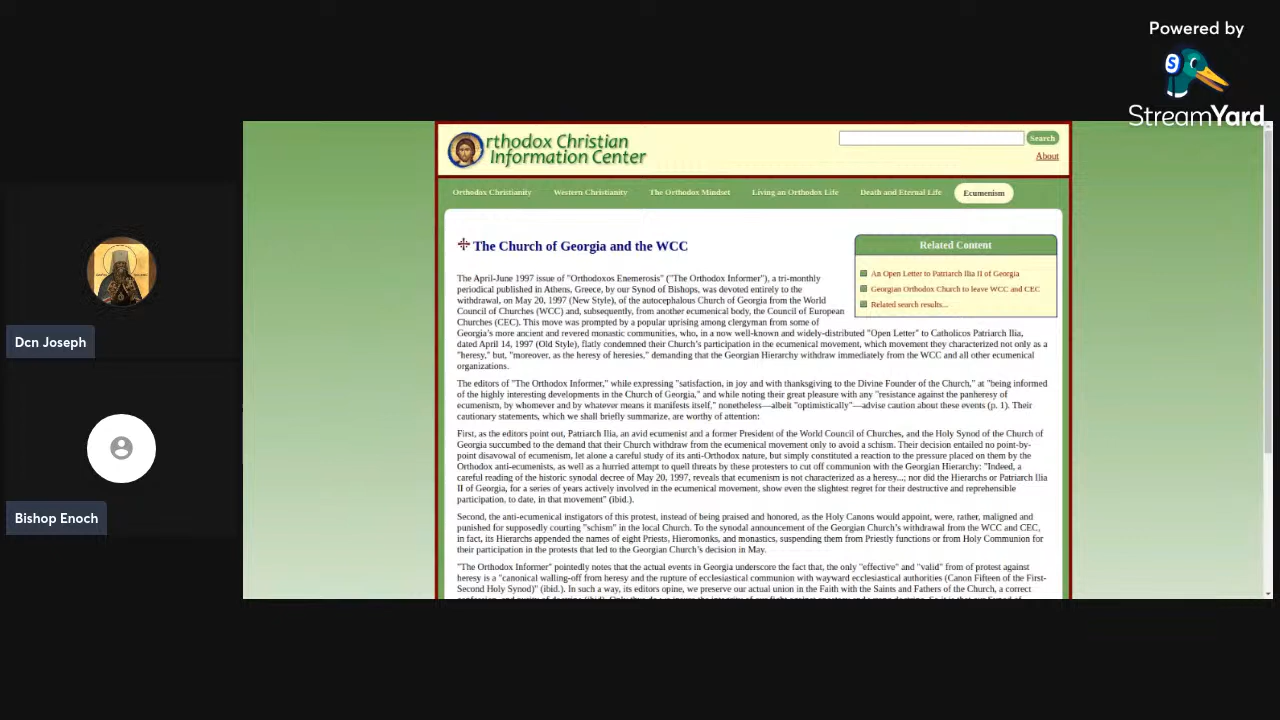 Powered by
S
StreamYard
Dcn Joseph
Bishop Enoch
rthodox Christian
Information Center
Search
About
Orthodox Christianity
Western Christianity
The Orthodox Mindset
Living an Orthodox Life
Death and Eternal Life
Ecumenism
The Church of Georgia and the WCC
Related Content
An Open Letter to Patriarch Ilia II of Georgia
Georgian Orthodox Church to leave WCC and CEC
Related search results...
The April-June 1997 issue of "Orthodoxos Enemerosis" ("The Orthodox Informer"), a tri-monthly
periodical published in Athens, Greece, by our Synod of Bishops, was devoted entirely to the
withdrawal, on May 20, 1997 (New Style), of the autocephalous Church of Georgia from the World
Council of Churches (WCC) and, subsequently, from another ecumenical body, the Council of European
Churches (CEC). This move was prompted by a popular uprising among clergyman from some of
Georgia's more ancient and revered monastic communities, who, in a now well-known and widely-distributed "Open Letter" to Catholicos Patriarch Ilia,
dated April 14, 1997 (Old Style), flatly condemned their Church's participation in the ecumenical movement, which movement they characterized not only as a
"heresy," but, "moreover, as the heresy of heresies," demanding that the Georgian Hierarchy withdraw immediately from the WCC and all other ecumenical
organizations.
The editors of "The Orthodox Informer," while expressing "satisfaction, in joy and with thanksgiving to the Divine Founder of the Church," at "being informed
of the highly interesting developments in the Church of Georgia," and while noting their great pleasure with any "resistance against the panheresy of
ecumenism, by whomever and by whatever means it manifests itself," nonetheless—albeit "optimistically"—advise caution about these events (p. 1). Their
cautionary statements, which we shall briefly summarize, are worthy of attention:
First, as the editors point out, Patriarch Ilia, an avid ecumenist and a former President of the World Council of Churches, and the Holy Synod of the Church of
Georgia succumbed to the demand that their Church withdraw from the ecumenical movement only to avoid a schism. Their decision entailed no point-by-
point disavowal of ecumenism, let alone a careful study of its anti-Orthodox nature, but simply constituted a reaction to the pressure placed on them by the
Orthodox anti-ecumenists, as well as a hurried attempt to quell threats by these protesters to cut off communion with the Georgian Hierarchy: "Indeed, a
careful reading of the historic synodal decree of May 20, 1997, reveals that ecumenism is not characterized as a heresy...; nor did the Hierarchs or Patriarch Ilia
II of Georgia, for a series of years actively involved in the ecumenical movement, show even the slightest regret for their destructive and reprehensible
participation, to date, in that movement" (ibid.).
Second, the anti-ecumenical instigators of this protest, instead of being praised and honored, as the Holy Canons would appoint, were, rather, maligned and
punished for supposedly courting "schism" in the local Church. To the synodal announcement of the Georgian Church's withdrawal from the WCC and CEC,
in fact, its Hierarchs appended the names of eight Priests, Hieromonks, and monastics, suspending them from Priestly functions or from Holy Communion for
their participation in the protests that led to the Georgian Church's decision in May.
"The Orthodox Informer" pointedly notes that the actual events in Georgia underscore the fact that, the only "effective" and "valid" from of protest against
heresy is a "canonical walling-off from heresy and the rupture of ecclesiastical communion with wayward ecclesiastical authorities (Canon Fifteen of the First-
Second Holy Synod)" (ibid.). In such a way, its editors opine, we preserve our actual union in the Faith with the Saints and Fathers of the Church, a correct